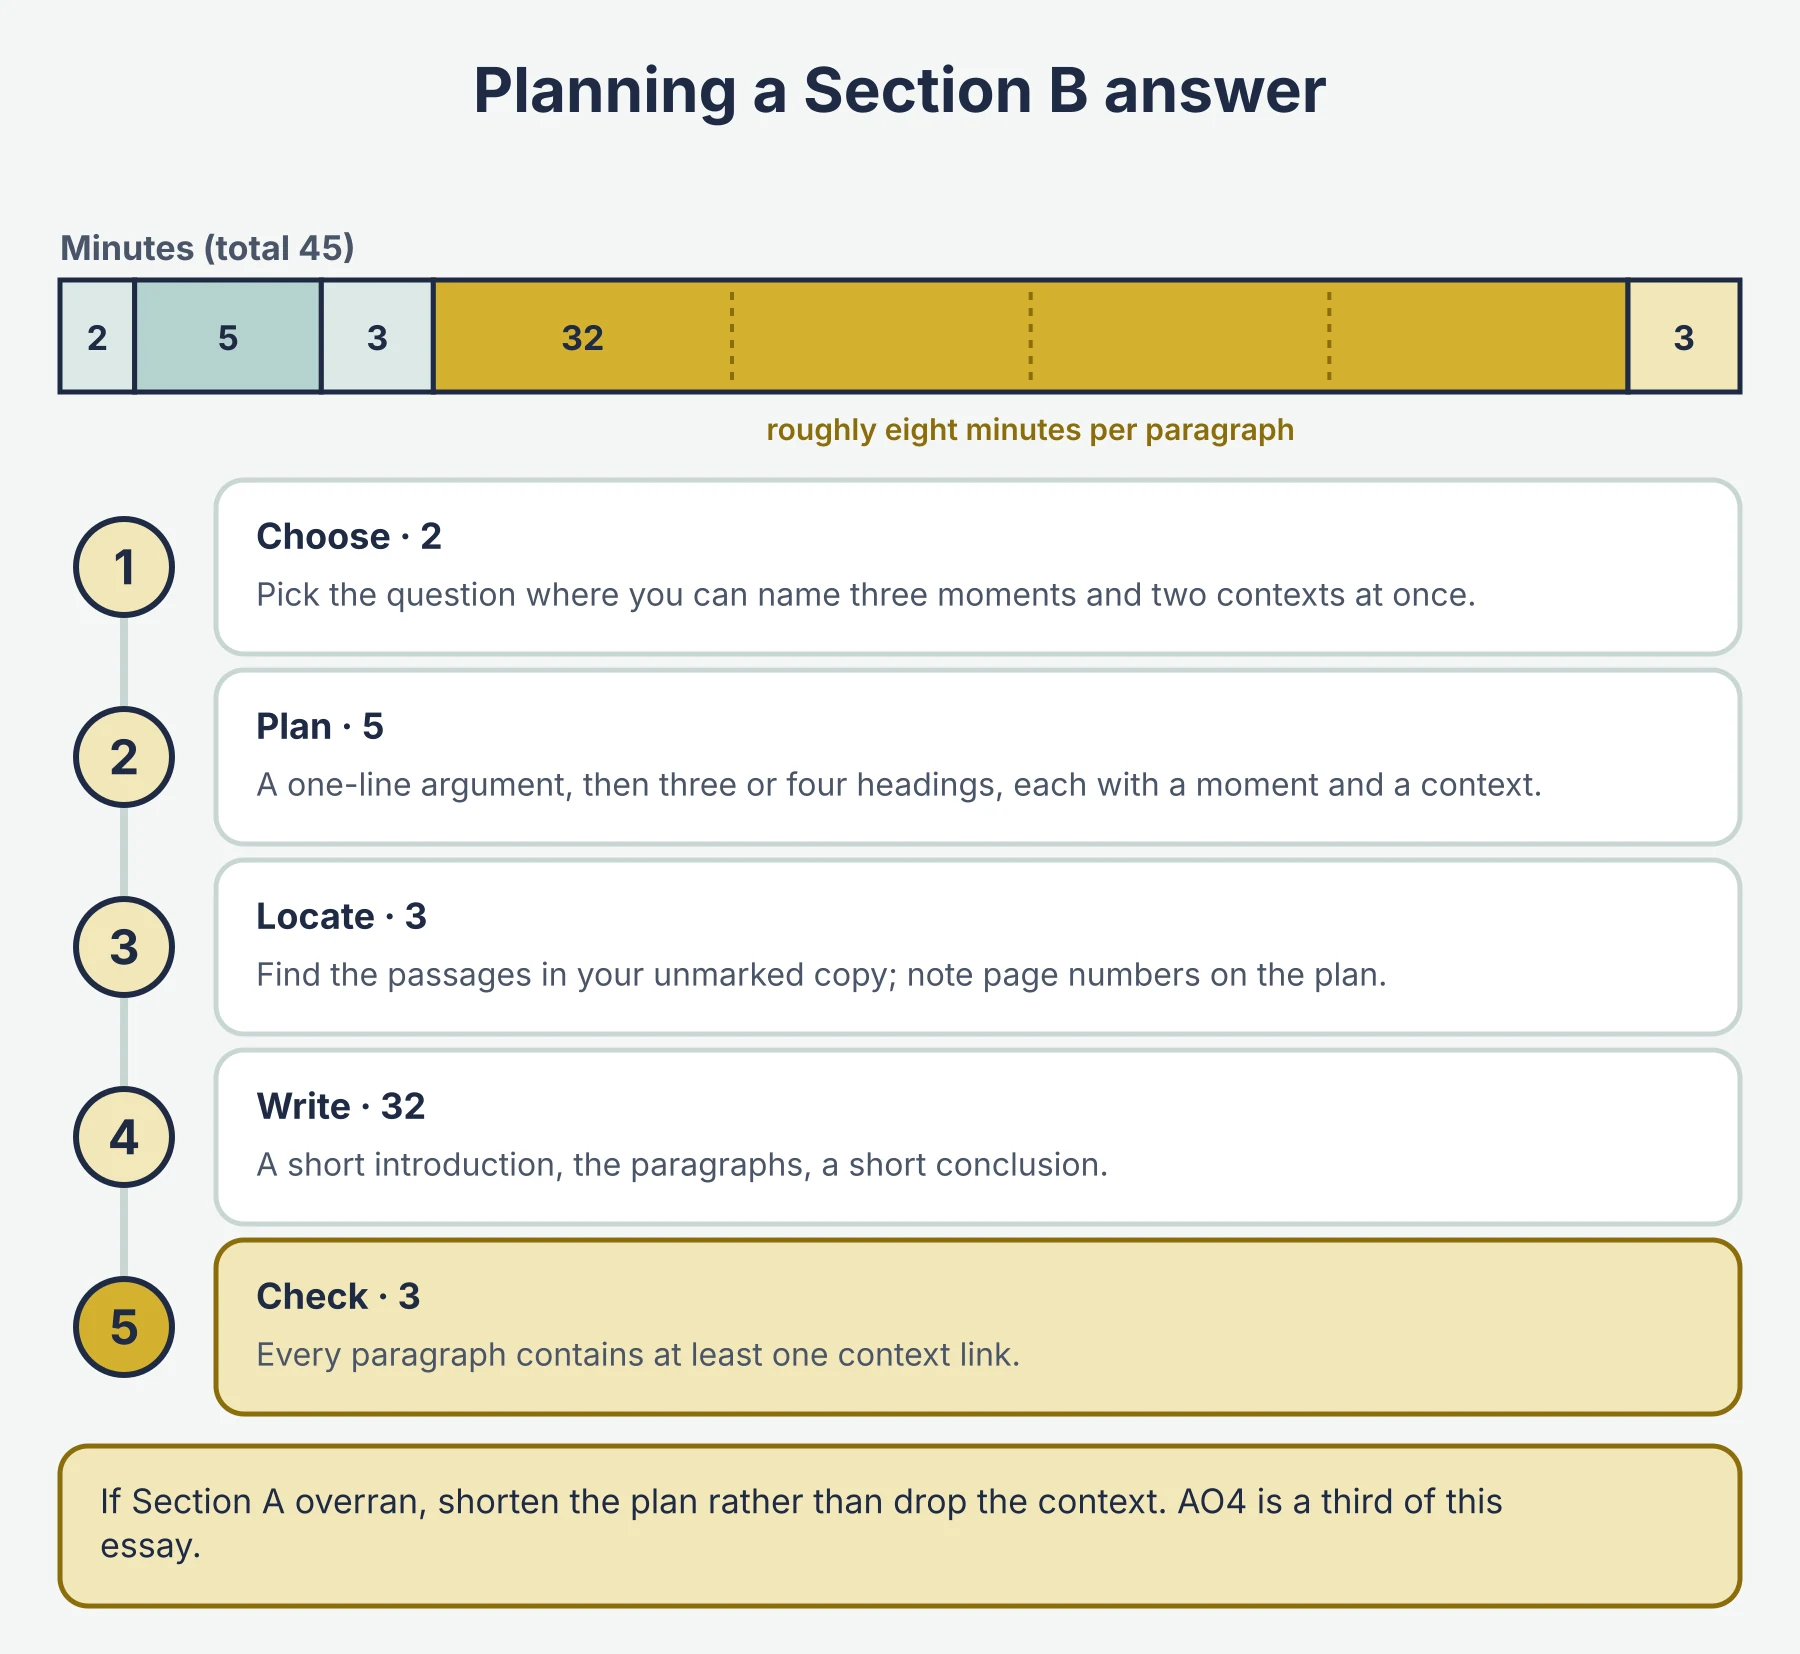 Planning a Section B answer
Minutes (total 45)
2 5 3 32 3
roughly eight minutes per paragraph
1
Choose · 2
Pick the question where you can name three moments and two contexts at once.
2
Plan · 5
A one-line argument, then three or four headings, each with a moment and a context.
3
Locate · 3
Find the passages in your unmarked copy; note page numbers on the plan.
4
Write · 32
A short introduction, the paragraphs, a short conclusion.
5
Check · 3
Every paragraph contains at least one context link.
If Section A overran, shorten the plan rather than drop the context. AO4 is a third of this
essay.